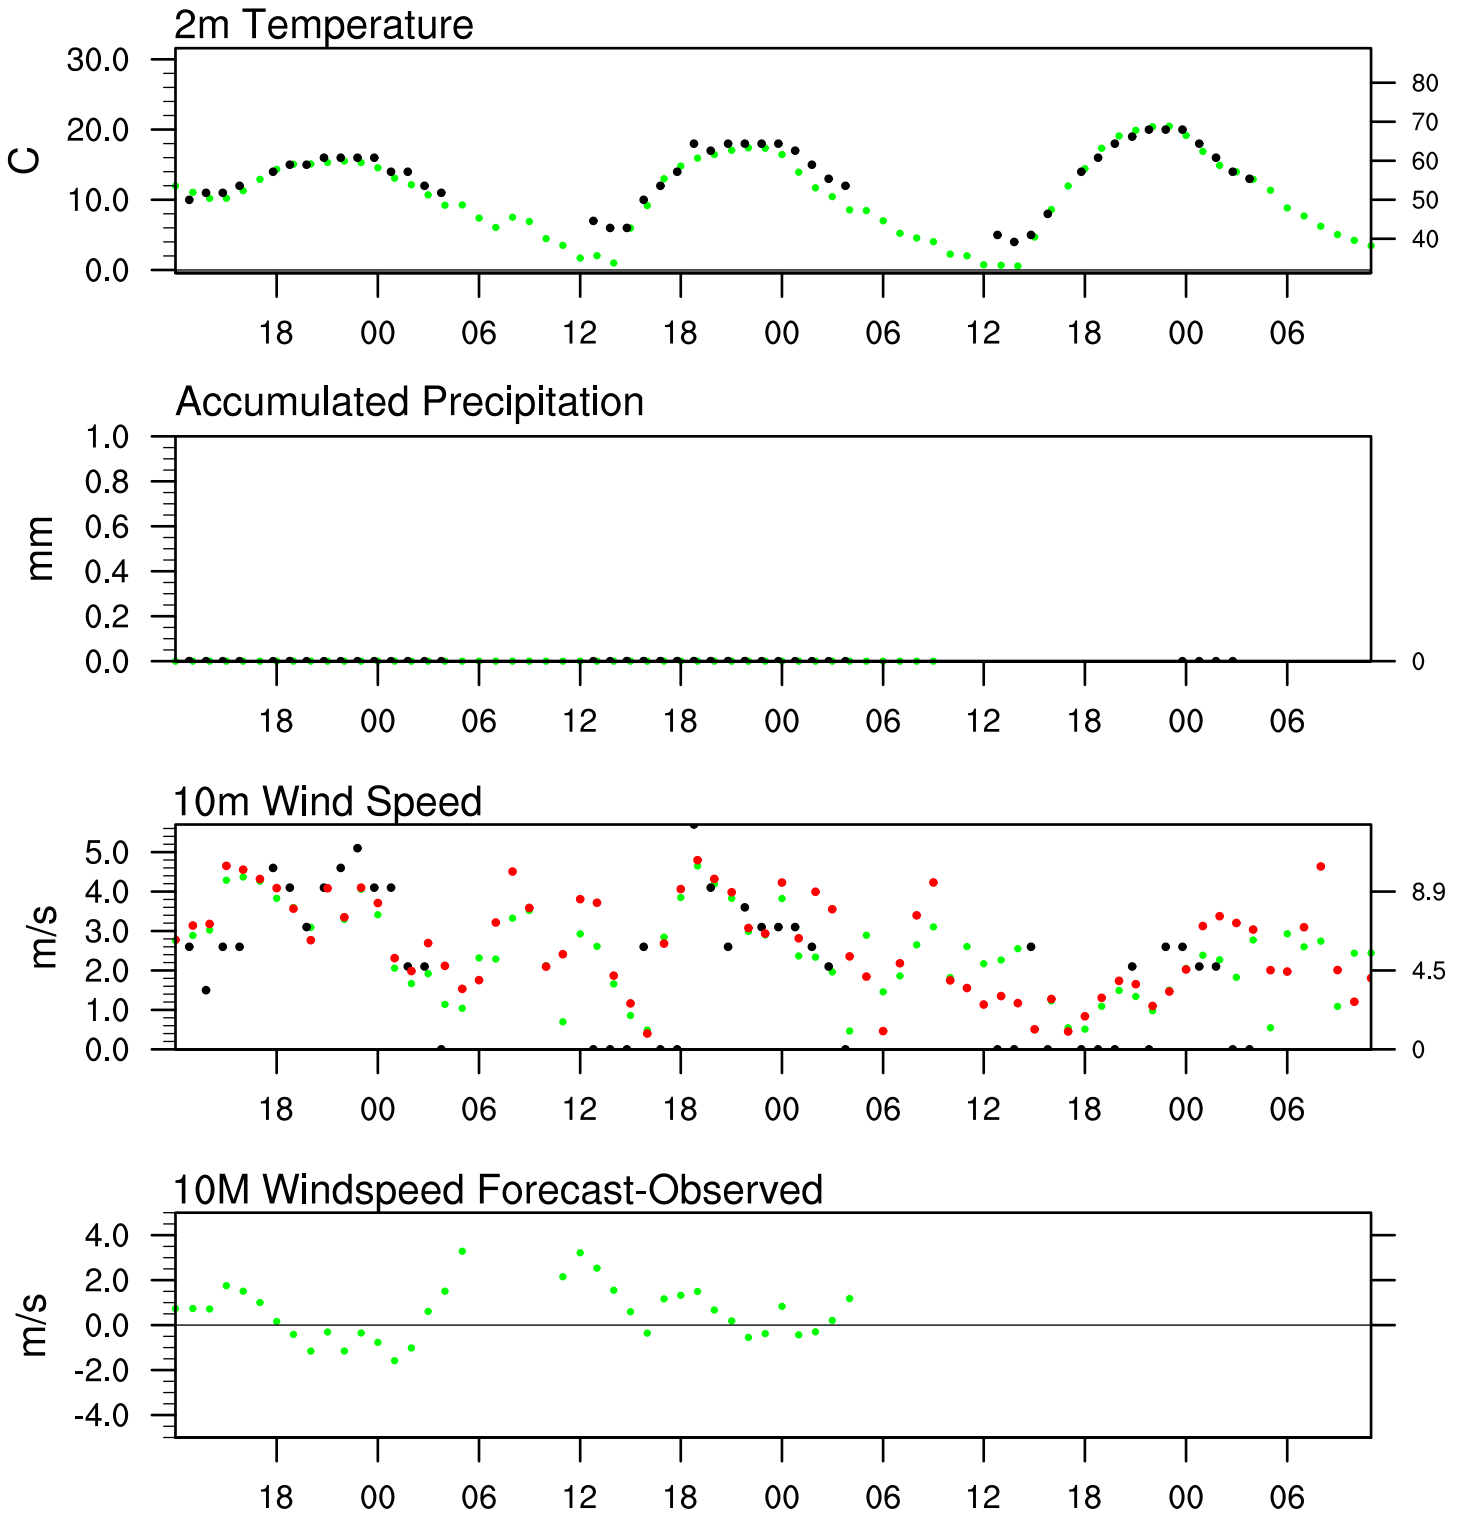 2m Temperature
30.0
20.0
10.0
0.0
C
80
70
60
50
40
18 00 06 12 18 00 06 12 18 00 06
Accumulated Precipitation
1.0
0.8
0.6
0.4
0.2
0.0
mm
0
18 00 06 12 18 00 06 12 18 00 06
10m Wind Speed
5.0
4.0
3.0
2.0
1.0
0.0
m/s
8.9
4.5
0
18 00 06 12 18 00 06 12 18 00 06
10M Windspeed Forecast-Observed
4.0
2.0
0.0
-2.0
-4.0
m/s
18 00 06 12 18 00 06 12 18 00 06